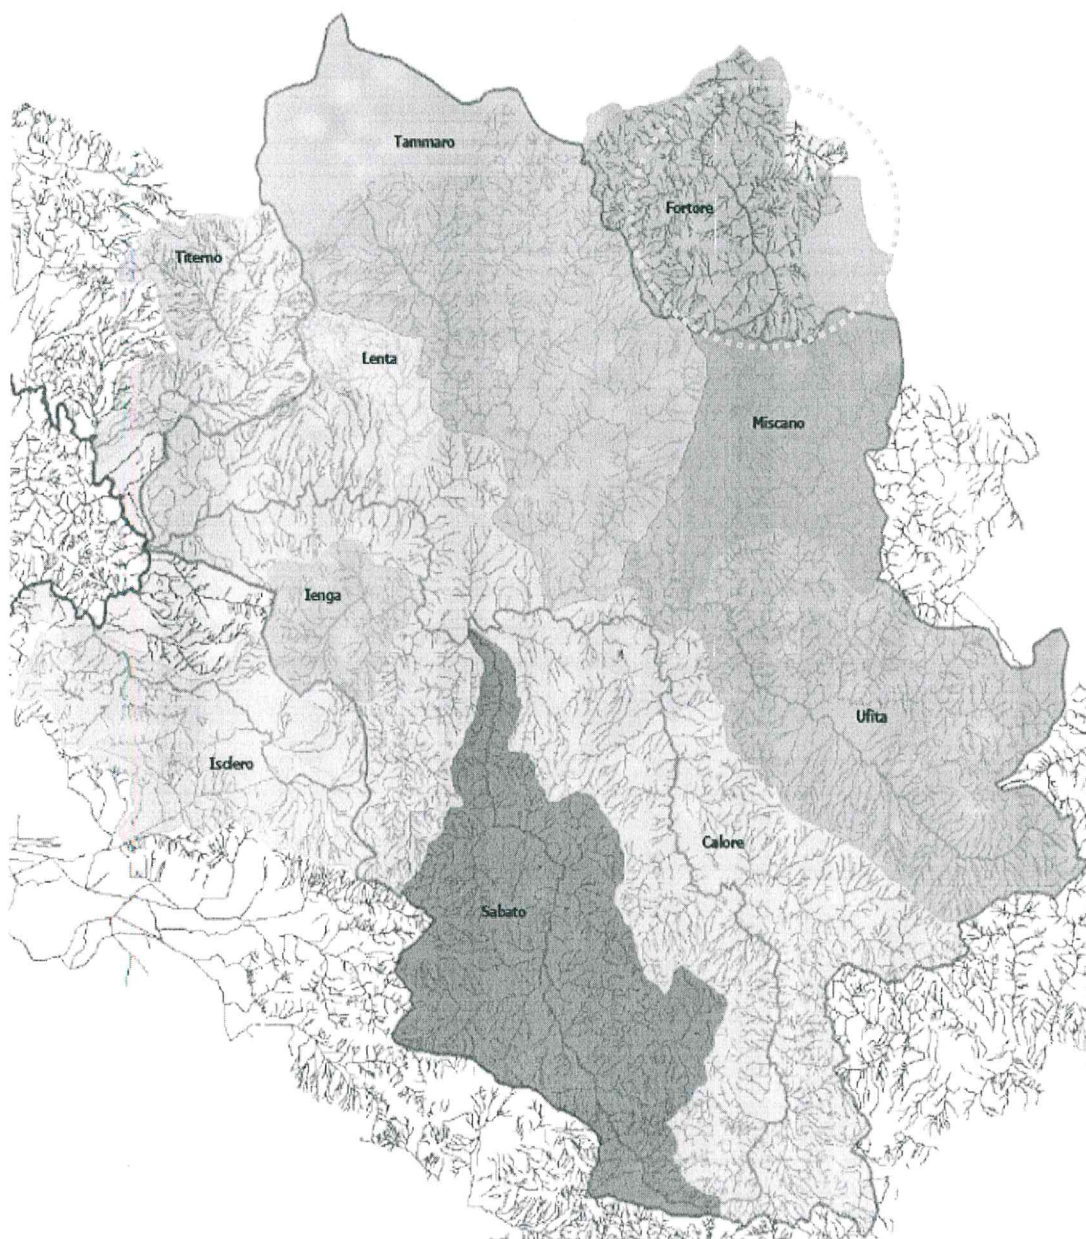 Tammaro
Fortore
Titerno
Lenta
Miscano
Ienga
Ufita
Isclero
Calore
Sabato